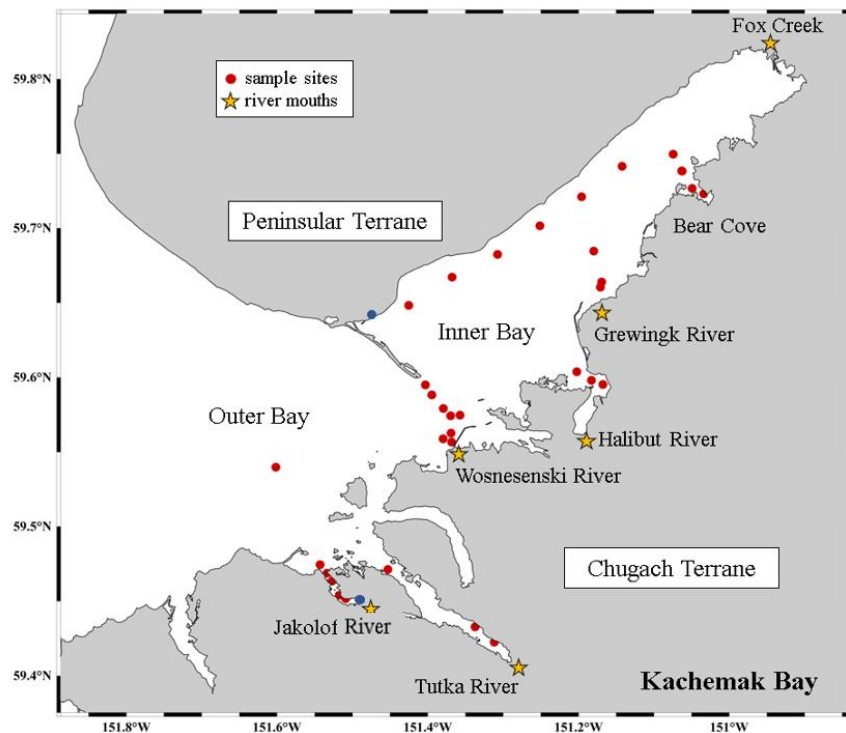 Fox Creek
59.8°N
sample sites
river mouths
59.7°N
Peninsular Terrane
Bear Cove
Inner Bay
Grewingk River
59.6°N
Outer Bay
Halibut River
Wosnesenski River
59.5°N
Chugach Terrane
Jakolof River
59.4°N
Tutka River
Kachemak Bay
151.8°W
151.6°W
151.4°W
151.2°W
151°W